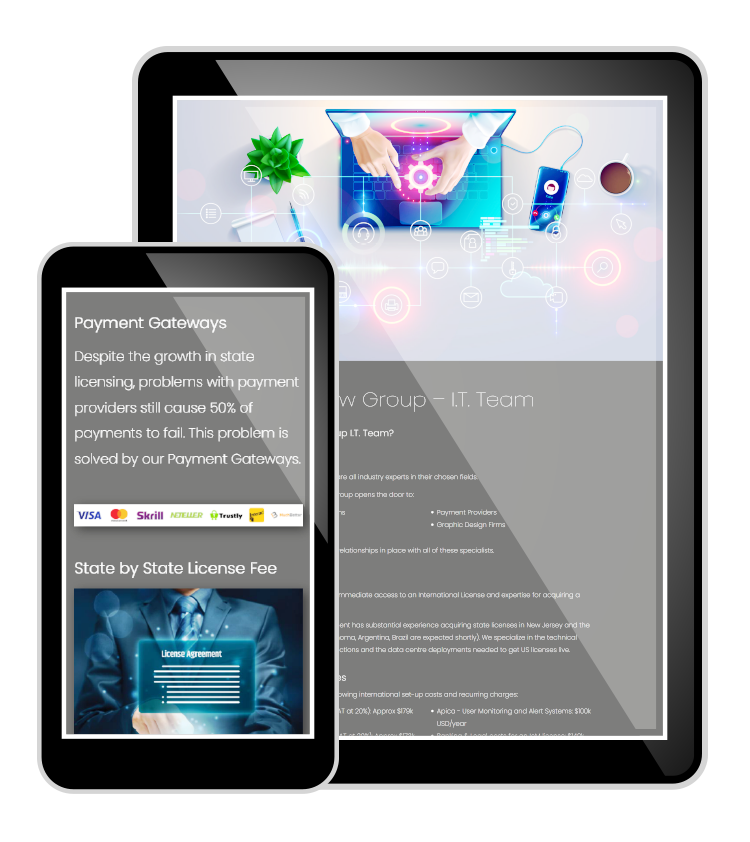 Payment Gateways
Despite the growth in state
licensing, problems with payment
providers still cause 50% of
payments to fail. This problem is
solved by our Payment Gateways.
VISA
Skrill
NETELLER
Trustly
State by State License Fee
License Agreement
w Group – I.T. Team
up I.T. Team?
are all industry experts in their chosen fields.
roup opens the door to:
• Payment Providers
• Graphic Design Firms
relationships in place with all of these specialists.
mmediate access to an International License and expertise for acquiring a
ent has substantial experience acquiring state licenses in New Jersey and the
oma, Argentina, Brazil are expected shortly). We specialize in the technical
ctions and the data centre deployments needed to get US licenses live.
es
owing international set-up costs and recurring charges:
AT at 20%): Approx $179k
• Apica - User Monitoring and Alert Systems: $100k
USD/year